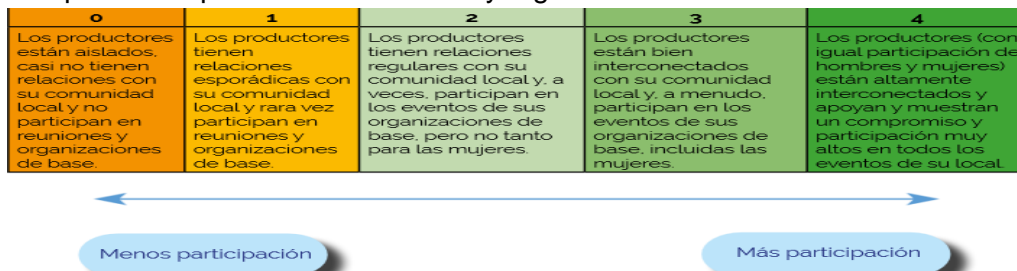 0
Los productores
están aislados,
casi no tienen
relaciones con
su comunidad
local y no
participan en
reuniones y
organizaciones
de base.
1
Los productores
tienen
relaciones
esporádicas con
su comunidad
local y rara vez
participan en
reuniones y
organizaciones
de base.
2
Los productores
tienen relaciones
regulares con su
comunidad local y, a
veces, participan en
los eventos de sus
organizaciones de
base, pero no tanto
para las mujeres.
3
Los productores
están bien
interconectados
con su comunidad
local y, a menudo,
participan en los
eventos de sus
organizaciones de
base, incluidas las
mujeres.
4
Los productores (con
igual participación de
hombres y mujeres)
están altamente
interconectados y
apoyan y muestran
un compromiso y
participación muy
altos en todos los
eventos de su local.
Menos participación
Más participación